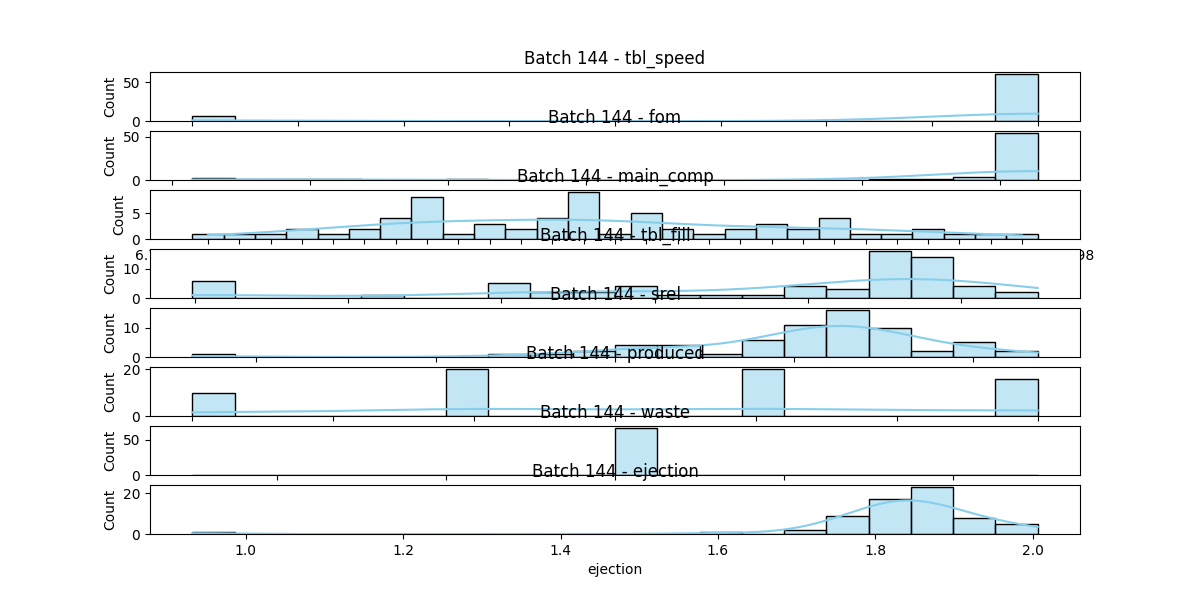 Batch 144 - tbl_speed
50
0
Count
Batch 144 - fom
50
0
Count
Batch 144 - main_comp
5
0
Count
6.
98
Batch 144 - tbl_fill
10
0
Count
Batch 144 - srel
10
0
Count
Batch 144 - produced
20
0
Count
Batch 144 - waste
50
0
Count
Batch 144 - ejection
20
0
Count
1.0 1.2 1.4 1.6 1.8 2.0
ejection